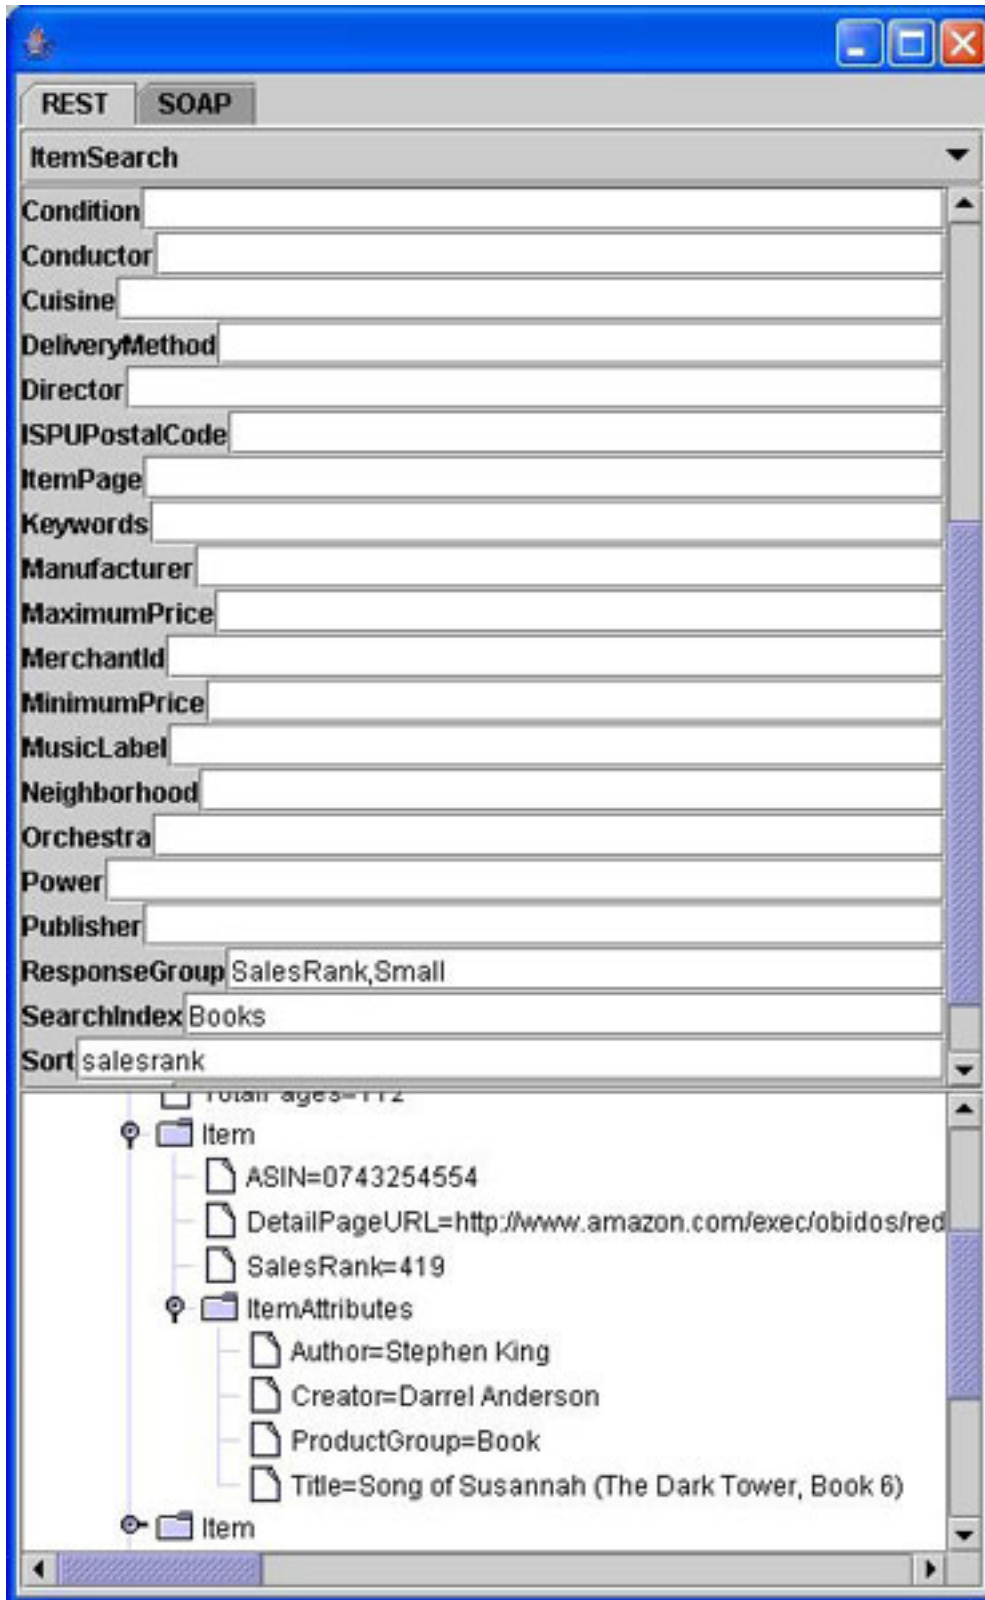 REST SOAP
ItemSearch
Condition
Conductor
Cuisine
DeliveryMethod
Director
ISPUPostalCode
ItemPage
Keywords
Manufacturer
MaximumPrice
MerchantId
MinimumPrice
MusicLabel
Neighborhood
Orchestra
Power
Publisher
ResponseGroup SalesRank,Small
SearchIndex Books
Sort salesrank
TotalPages=112
Item
ASIN=0743254554
DetailPageURL=http://www.amazon.com/exec/obidos/red
SalesRank=419
ItemAttributes
Author=Stephen King
Creator=Darrel Anderson
ProductGroup=Book
Title=Song of Susannah (The Dark Tower, Book 6)
Item